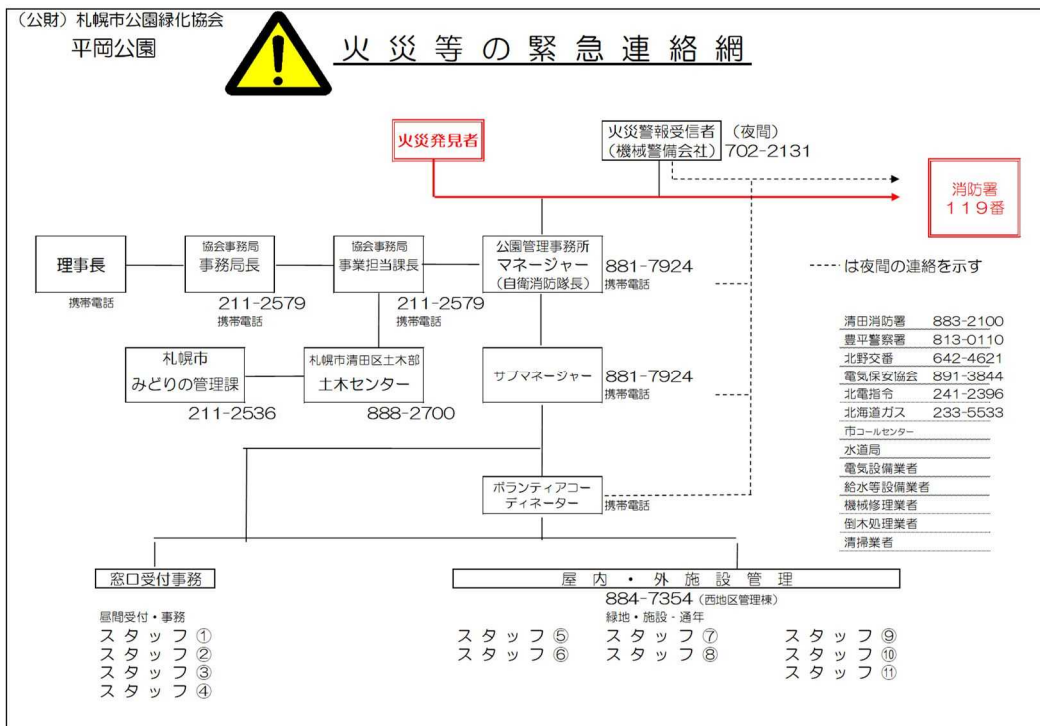 （公財）札幌市公園緑化協会
平岡公園
火災等の緊急連絡網
火災発見者
火災警報受信者
（機械警備会社）
（夜間）
702-2131
消防署
１１９番
理事長
携帯電話
協会事務局
事務局長
211-2579
携帯電話
協会事務局
事業担当課長
211-2579
携帯電話
公園管理事務所
マネージャー
（自衛消防隊長）
881-7924
携帯電話
---- は夜間の連絡を示す
札幌市
みどりの管理課
211-2536
札幌市清田区土木部
土木センター
888-2700
サブマネージャー
881-7924
携帯電話
清田消防署 883-2100
豊平警察署 813-0110
北野交番 642-4621
電気保安協会 891-3844
北電指令 241-2396
北海道ガス 233-5533
市コールセンター
水道局
電気設備業者
給水等設備業者
機械修理業者
倒木処理業者
清掃業者
ボランティアコー
ディネーター
携帯電話
窓口受付事務
屋内・外施設管理
884-7354（西地区管理棟）
昼間受付・事務
スタッフ①
スタッフ②
スタッフ③
スタッフ④
緑地・施設・通年
スタッフ⑤
スタッフ⑥
スタッフ⑦
スタッフ⑧
スタッフ⑨
スタッフ⑩
スタッフ⑪